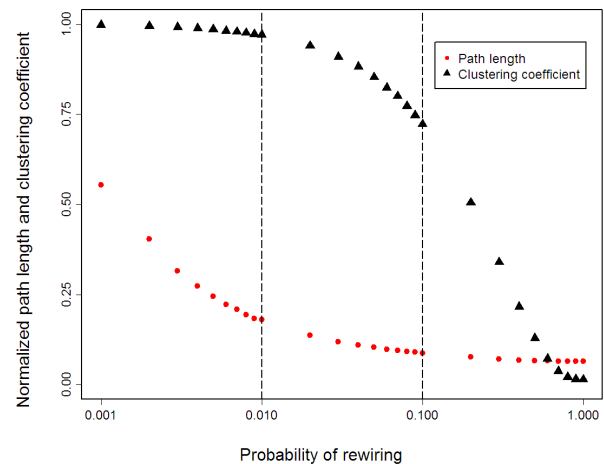 Normalized path length and clustering coefficient
1.00
0.75
0.50
0.25
0.00
Path length
Clustering coefficient
0.001 0.010 0.100 1.000
Probability of rewiring